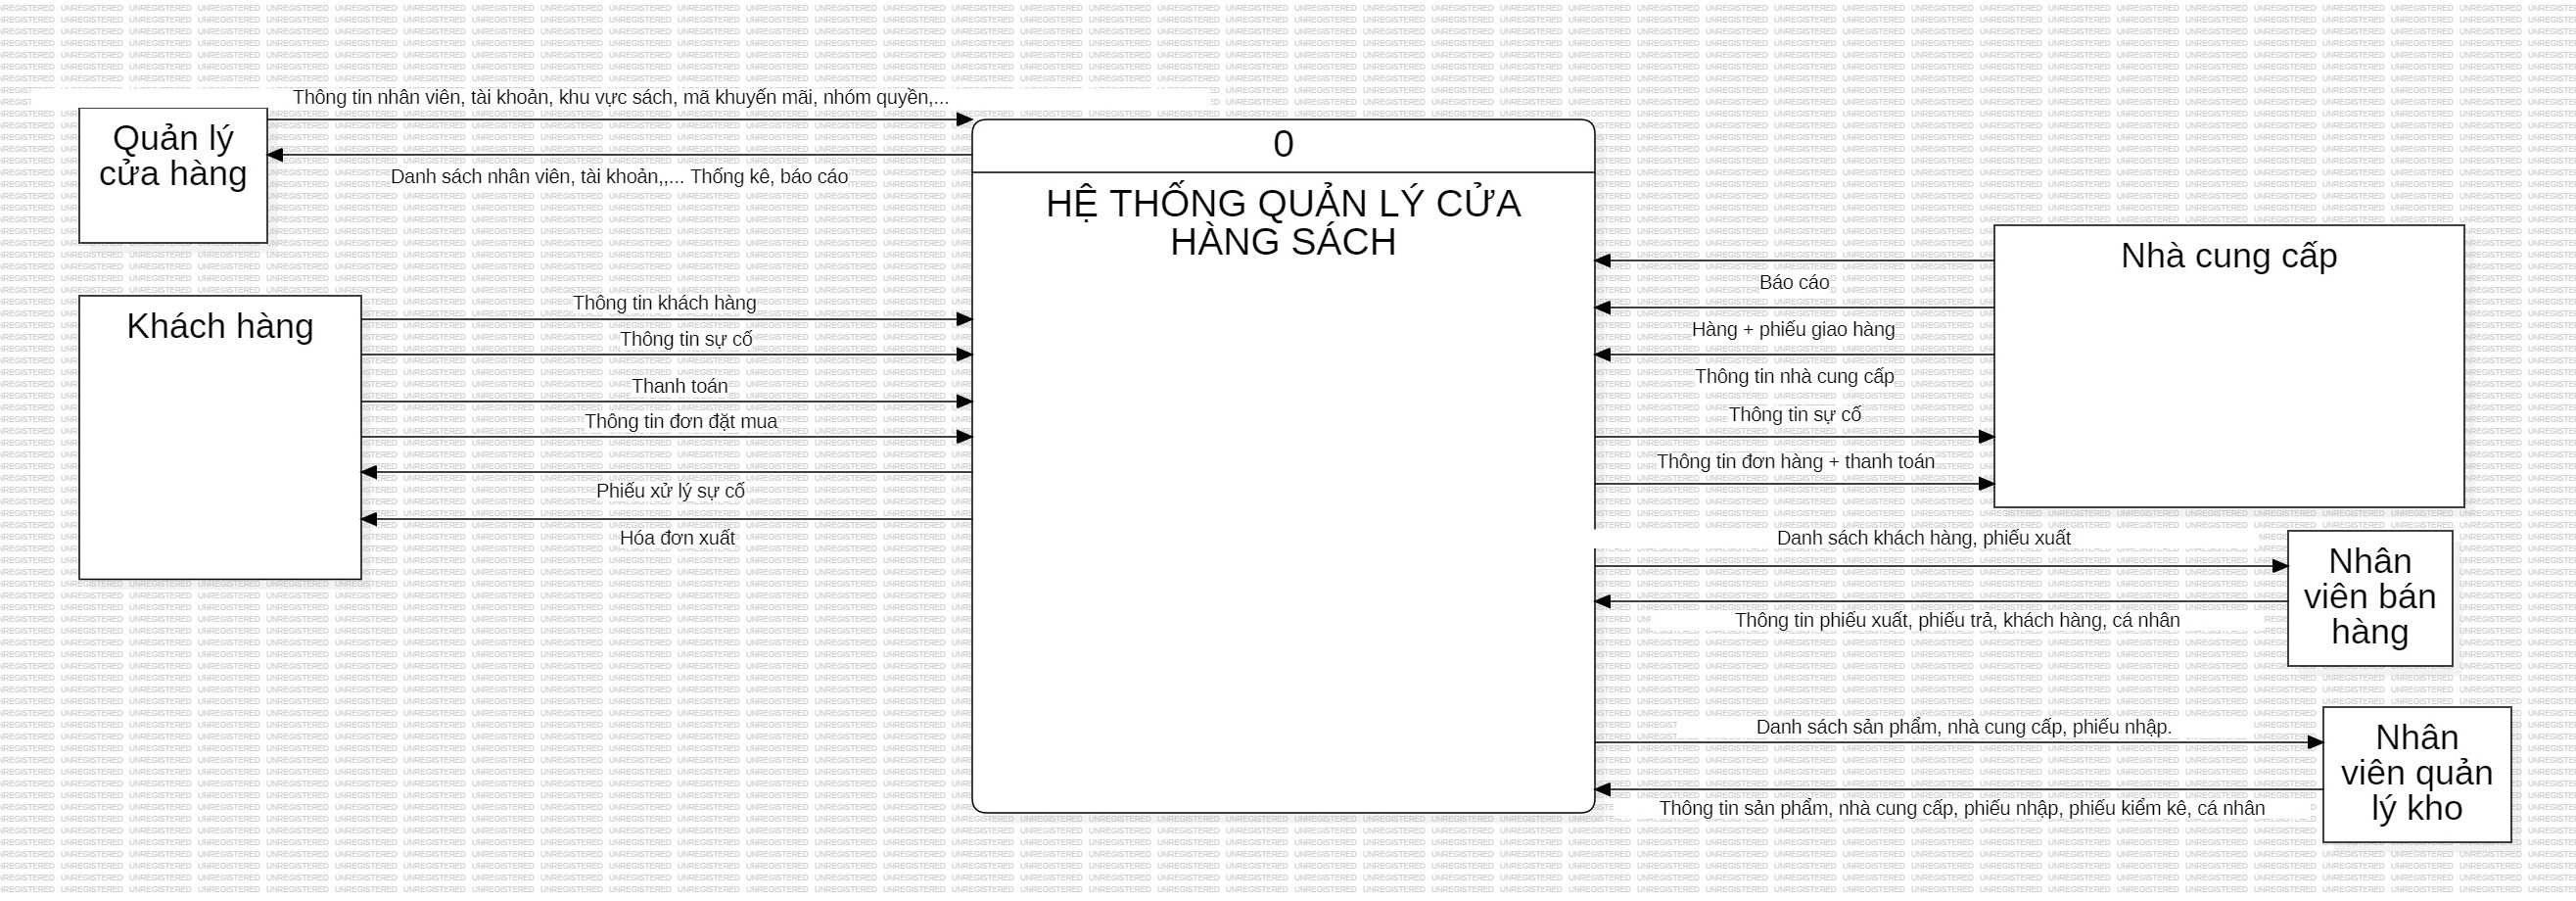 Thông tin nhân viên, tài khoản, khu vực sách, mã khuyến mãi, nhóm quyền,...
Quản lý
cửa hàng
Danh sách nhân viên, tài khoản,,... Thống kê, báo cáo
0
HỆ THỐNG QUẢN LÝ CỬA
HÀNG SÁCH
Khách hàng
Thông tin khách hàng
Thông tin sự cố
Thanh toán
Thông tin đơn đặt mua
Phiếu xử lý sự cố
Hóa đơn xuất
Nhà cung cấp
Báo cáo
Hàng + phiếu giao hàng
Thông tin nhà cung cấp
Thông tin sự cố
Thông tin đơn hàng + thanh toán
Danh sách khách hàng, phiếu xuất
Nhân
viên bán
hàng
Thông tin phiếu xuất, phiếu trả, khách hàng, cá nhân
Danh sách sản phẩm, nhà cung cấp, phiếu nhập.
Nhân
viên quản
lý kho
Thông tin sản phẩm, nhà cung cấp, phiếu nhập, phiếu kiểm kê, cá nhân
UNREGISTERED